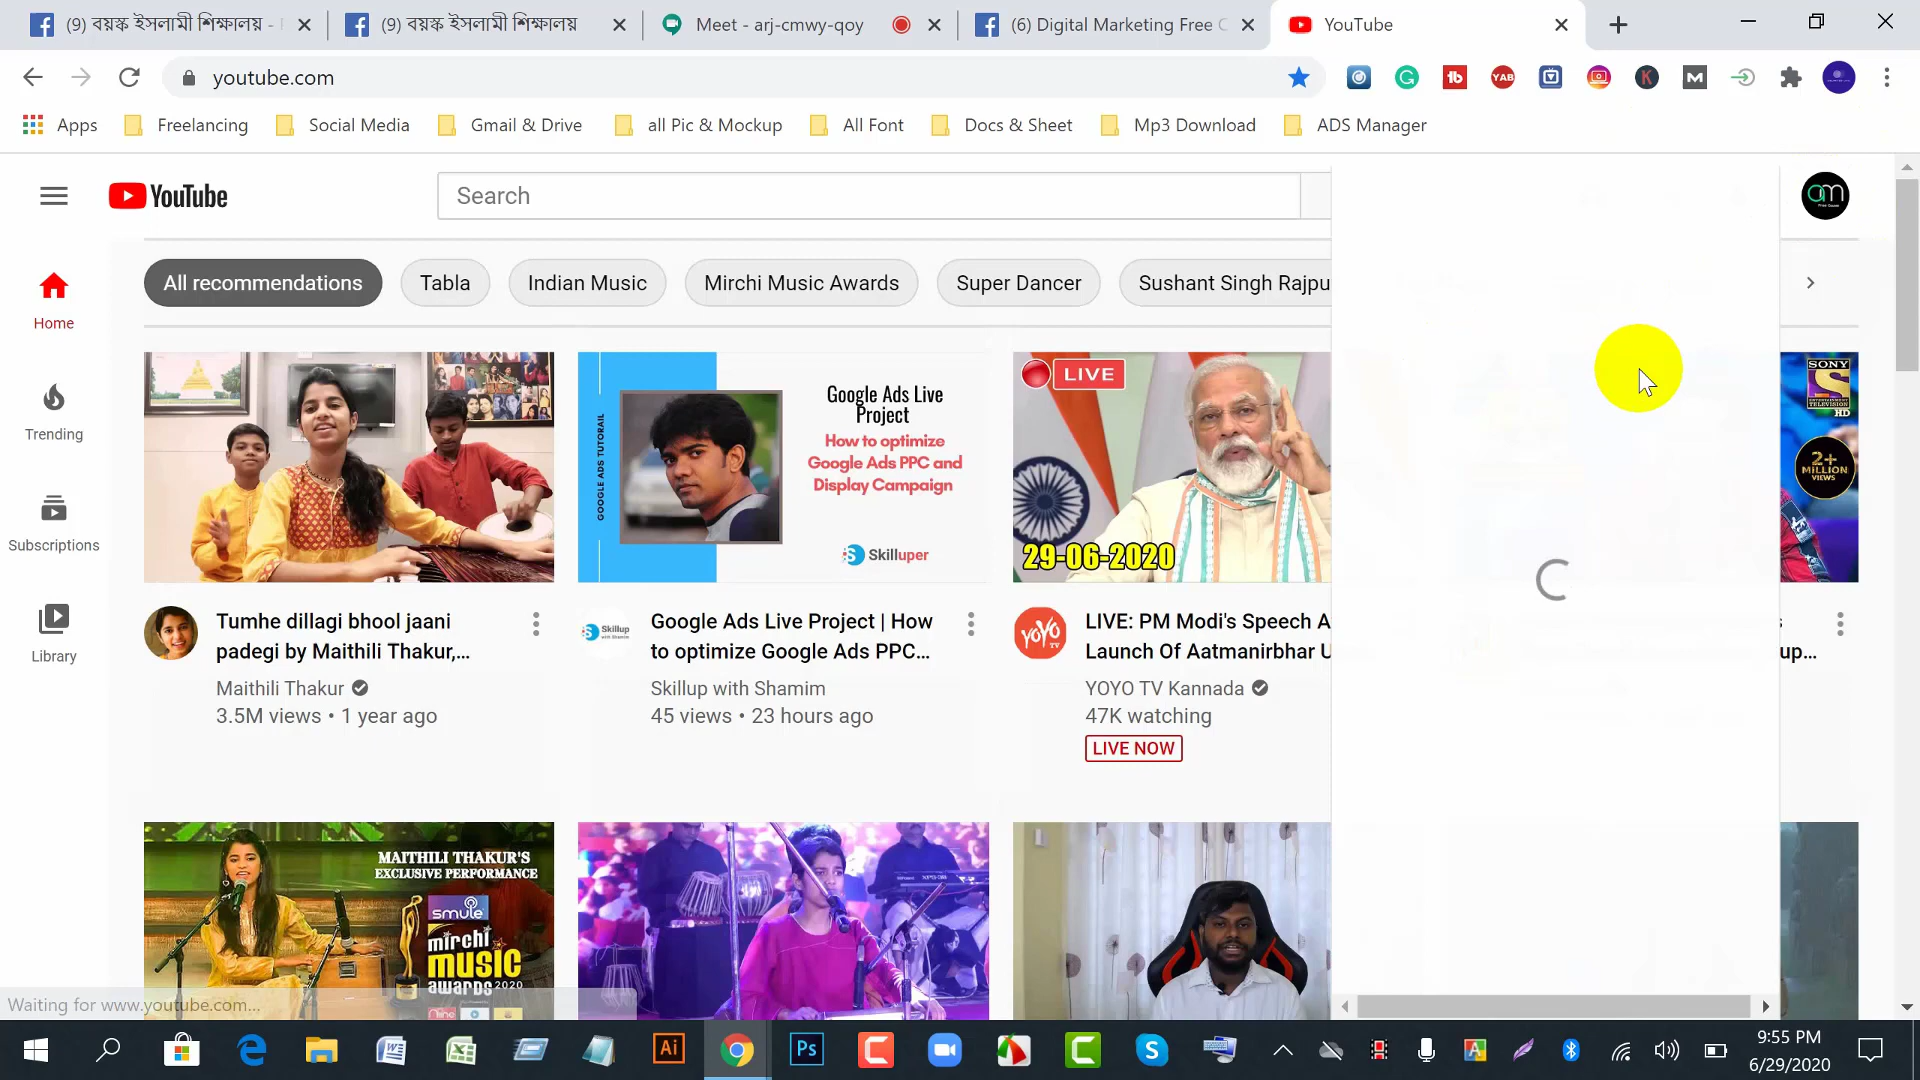 (9) বয়স্ক ইসলামী শিক্ষালয় -
(9) বয়স্ক ইসলামী শিক্ষালয়
Meet - arj-cmwy-qoy
(6) Digital Marketing Free C
YouTube
youtube.com
Apps
Freelancing
Social Media
Gmail & Drive
all Pic & Mockup
All Font
Docs & Sheet
Mp3 Download
ADS Manager
YouTube
Search
All recommendations
Tabla
Indian Music
Mirchi Music Awards
Super Dancer
Sushant Singh Rajpu
Home
Trending
Subscriptions
Library
GOOGLE ADS TUTORIAL
Google Ads Live
Project
How to optimize
Google Ads PPC and
Display Campaign
Skilluper
LIVE
29-06-2020
SONY
ENTERTAINMENT
TELEVISION
HD
2+
MILLION
VIEWS
Tumhe dillagi bhool jaani
padegi by Maithili Thakur,...
Maithili Thakur
3.5M views • 1 year ago
Skillup
Google Ads Live Project | How
to optimize Google Ads PPC...
Skillup with Shamim
45 views • 23 hours ago
YOYO
TV
LIVE: PM Modi's Speech A
Launch Of Aatmanirbhar U
YOYO TV Kannada
47K watching
LIVE NOW
up...
MAITHILI THAKUR'S
EXCLUSIVE PERFORMANCE
smule
mirchi
music
awards 2020
Waiting for www.youtube.com...
9:55 PM
6/29/2020